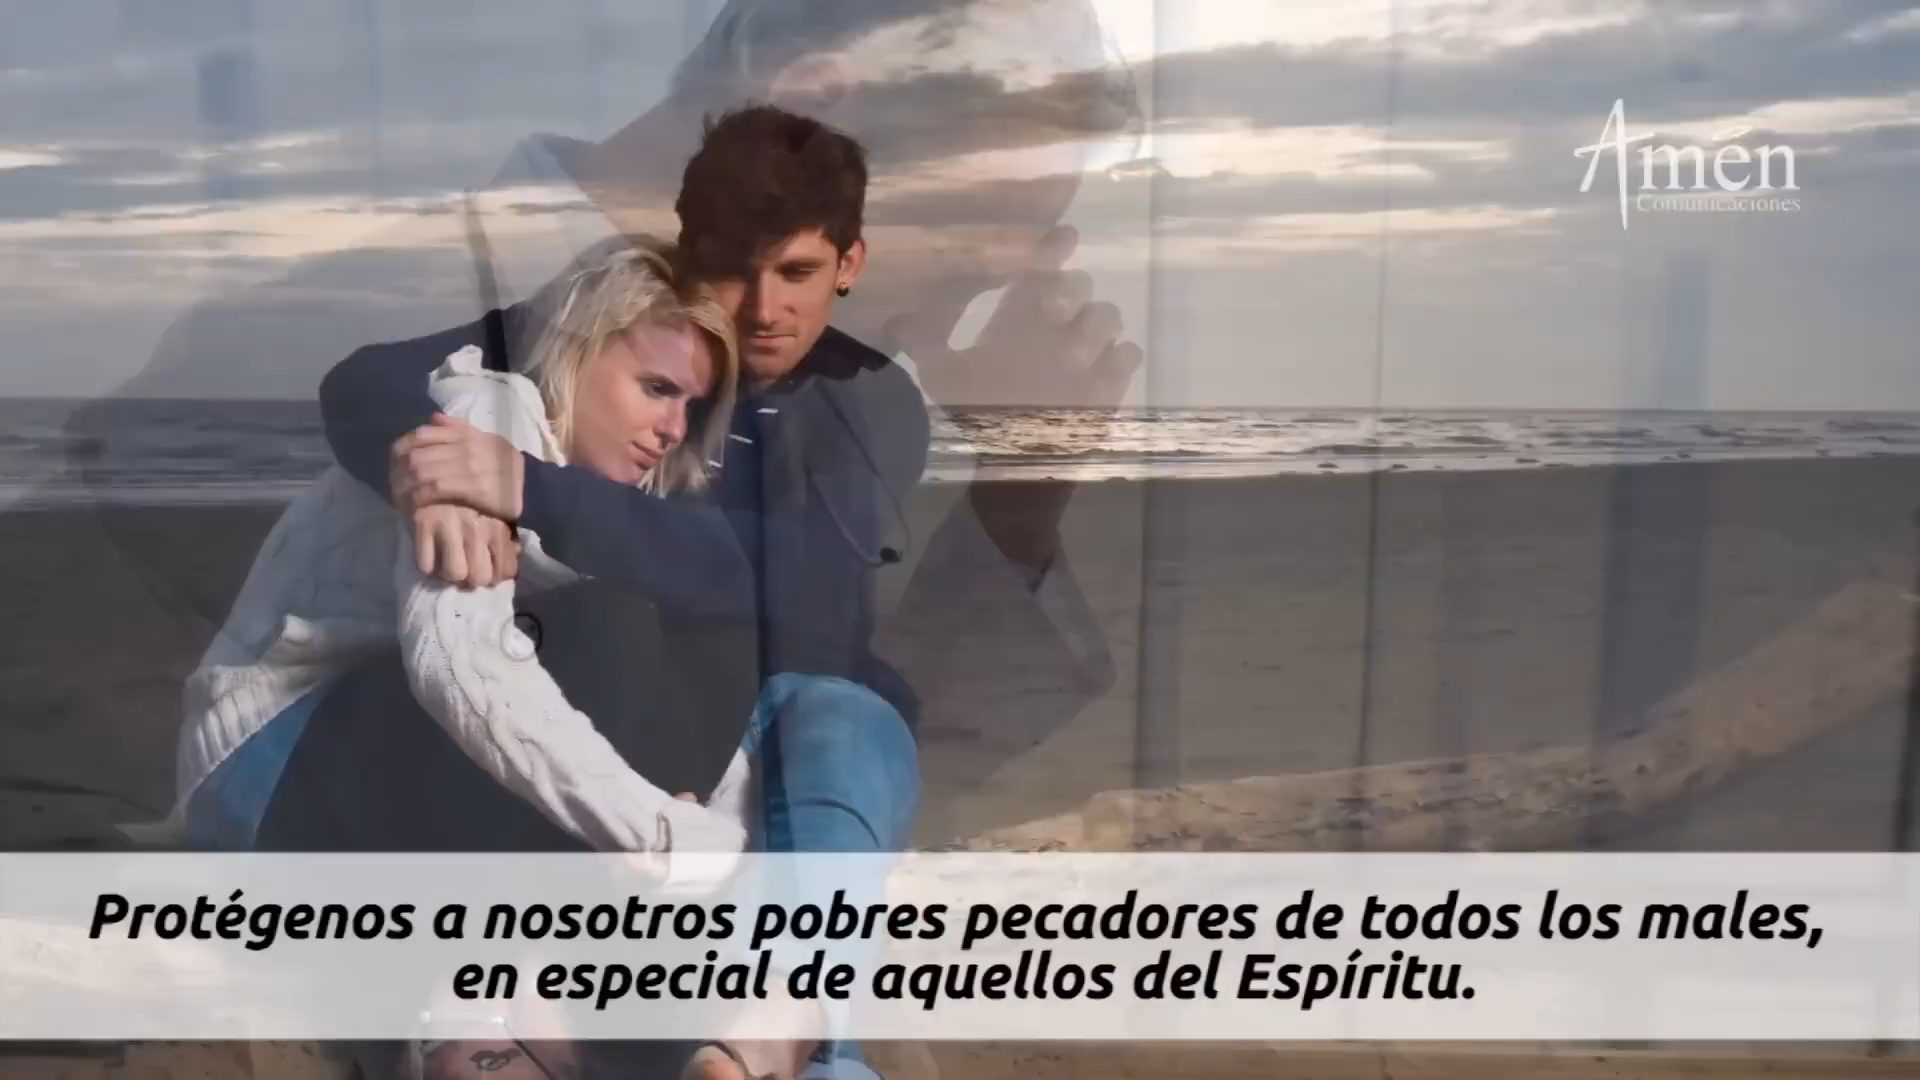 Amén
Comunicaciones
Protégenos a nosotros pobres pecadores de todos los males,
en especial de aquellos del Espíritu.